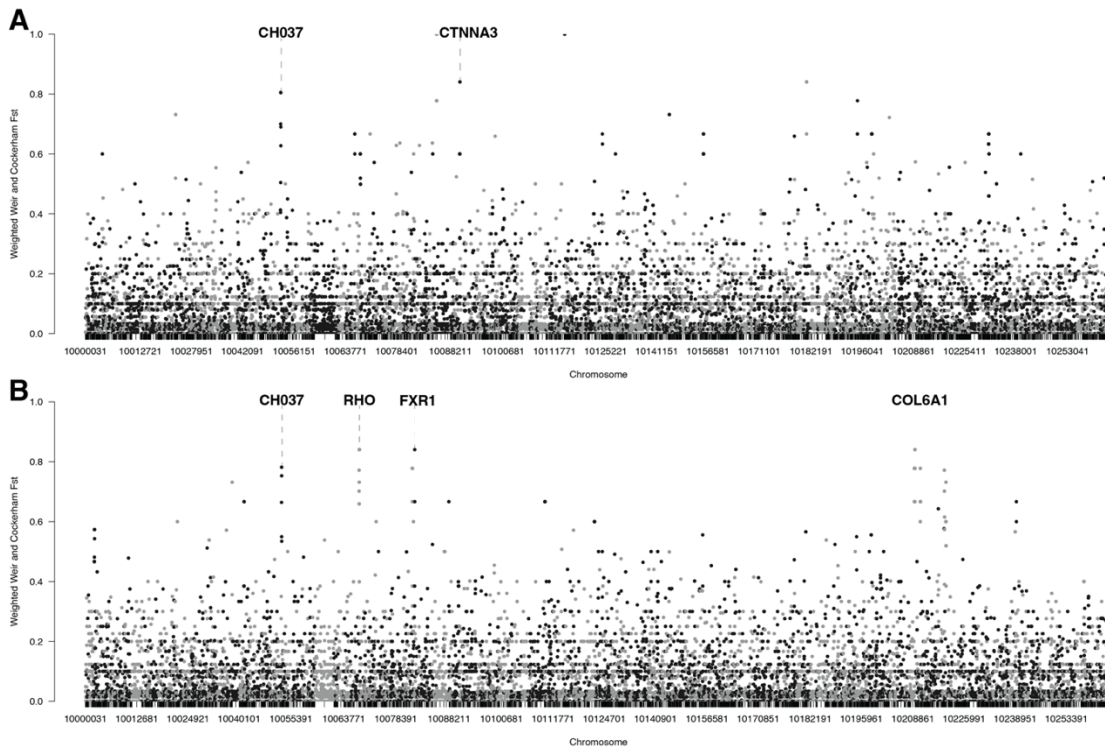 A
CH037 CTNNA3
1.0
0.8
0.6
0.4
0.2
0.0
Weighted Weir and Cockerham Fst
10000031 10012721 10027951 10042091 10056151 10063771 10078401 10088211 10100681 10111771 10125221 10141151 10156581 10171101 10182191 10196041 10208861 10225411 10238001 10253041
Chromosome
B
CH037 RHO FXR1 COL6A1
1.0
0.8
0.6
0.4
0.2
0.0
Weighted Weir and Cockerham Fst
10000031 10012681 10024921 10040101 10055391 10063771 10078391 10088211 10100681 10111771 10124701 10140901 10156581 10170851 10182191 10195961 10208861 10225991 10238951 10253391
Chromosome